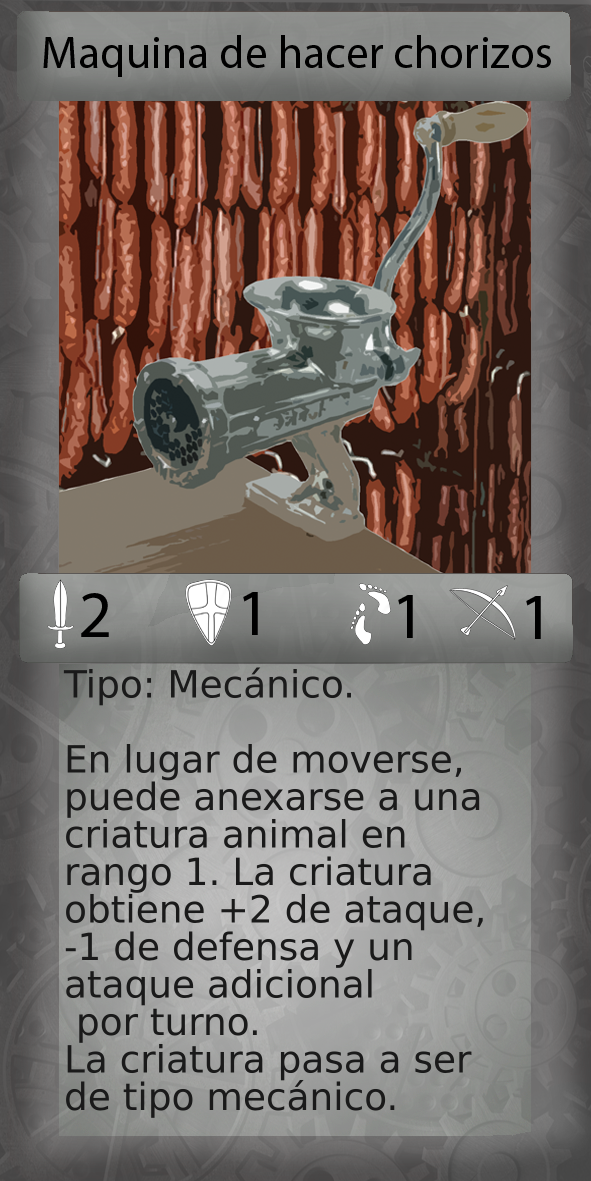 Maquina de hacer chorizos
2 1 1 1
Tipo: Mecánico.
En lugar de moverse,
puede anexarse a una
criatura animal en
rango 1. La criatura
obtiene +2 de ataque,
-1 de defensa y un
ataque adicional
por turno.
La criatura pasa a ser
de tipo mecánico.